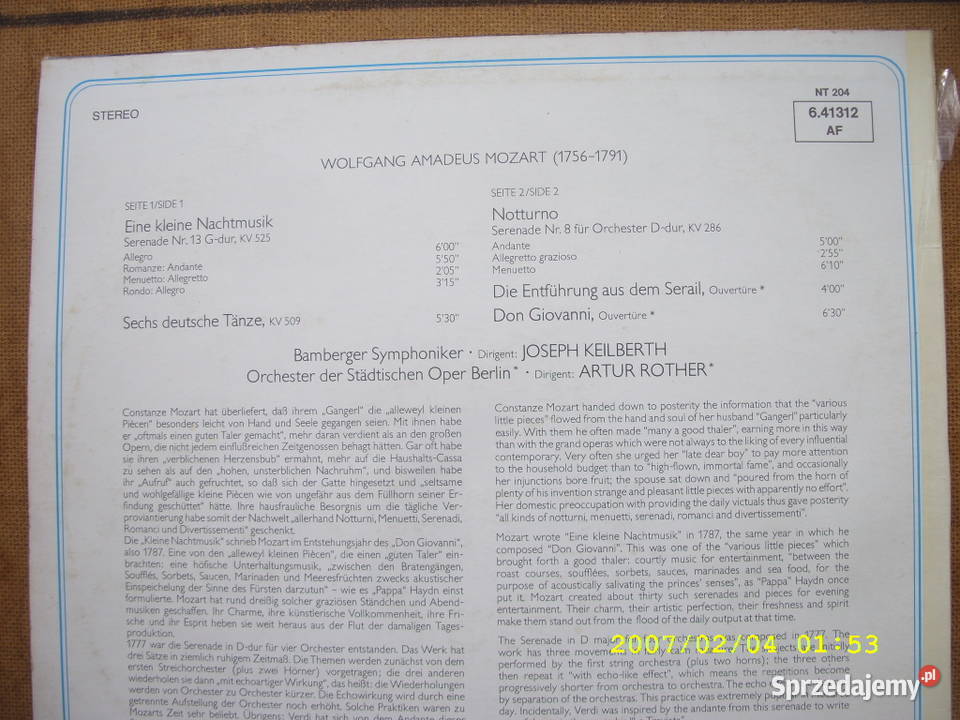 STEREO
NT 204
6.41312
AF
WOLFGANG AMADEUS MOZART (1756–1791)
SEITE 1/SIDE 1
Eine kleine Nachtmusik
Serenade Nr. 13 G-dur, KV 525
Allegro 6'00"
Romanze: Andante 5'50"
Menuetto: Allegretto 2'05"
Rondo: Allegro 3'15"
Sechs deutsche Tänze, KV 509 5'30"
SEITE 2/SIDE 2
Notturno
Serenade Nr. 8 für Orchester D-dur, KV 286
Andante 5'00"
Allegretto grazioso 2'55"
Menuetto 6'10"
Die Entführung aus dem Serail, Ouvertüre * 4'00"
Don Giovanni, Ouvertüre * 6'30"
Bamberger Symphoniker · Dirigent: JOSEPH KEILBERTH
Orchester der Städtischen Oper Berlin* · Dirigent: ARTUR ROTHER*
Constanze Mozart hat überliefert, daß ihrem „Gangerl" die „alleweyl kleinen
Piècen" besonders leicht von Hand und Seele gegangen seien. Mit ihnen habe
er „oftmals einen guten Taler gemacht", mehr daran verdient als an den großen
Opern, die nicht jedem einflußreichen Zeitgenossen behagt hätten. Gar oft habe
sie ihren „verblichenen Herzensbub" ermahnt, mehr auf die Haushalts-Cassa
zu sehen als auf den „hohen, unsterblichen Nachruhm", und bisweilen habe
ihr „Aufruf" auch gefruchtet, so daß sich der Gatte hingesetzt und „seltsame
und wohlgefällige kleine Piècen wie von ungefär aus dem Füllhorn seiner Er-
findung geschüttet" hätte. Ihre hausfrauliche Besorgnis um die tägliche Ver-
proviantierung habe somit der Nachwelt „allerhand Notturni, Menuetti, Serenadi,
Romanci und Divertissementi" geschenkt.
Die „Kleine Nachtmusik" schrieb Mozart im Entstehungsjahr des „Don Giovanni",
also 1787. Eine von den „alleweyl kleinen Piècen", die einen „guten Taler" ein-
brachten: eine höfische Unterhaltungsmusik, „zwischen den Bratengängen,
Soufflés, Sorbets, Saucen, Marinaden und Meeresfrüchten zwecks akustischer
Einspeichelung der Sinne des Fürsten darzutun" – wie es „Pappa" Haydn einst
formulierte. Mozart hat rund dreißig solcher graziösen Ständchen und Abend-
musiken geschaffen. Ihr Charme, ihre künstlerische Vollkommenheit, ihre Fri-
sche und ihr Esprit heben sie weit heraus aus der Flut der damaligen Tages-
produktion.
1777 war die Serenade in D-dur für vier Orchester entstanden. Das Werk hat
drei Sätze in ziemlich ruhigem Zeitmaß. Die Themen werden zunächst von dem
ersten Streichorchester (plus zwei Hörner) vorgetragen; die drei anderen
wiederholen sie dann „mit echoartiger Wirkung", das heißt: die Wiederholungen
werden von Orchester zu Orchester kürzer. Die Echowirkung wird durch eine
getrennte Aufstellung der Orchester noch erhöht. Solche Praktiken waren zu
Mozarts Zeit sehr beliebt. Übrigens: Verdi hat sich von dem Andante dieser
Constanze Mozart handed down to posterity the information that the "various
little pieces" flowed from the hand and soul of her husband "Gangerl" particularly
easily. With them he often made "many a good thaler", earning more in this way
than with the grand operas which were not always to the liking of every influential
contemporary. Very often she urged her "late dear boy" to pay more attention
to the household budget than to "high-flown, immortal fame", and occasionally
her injunctions bore fruit; the spouse sat down and "poured from the horn of
plenty of his invention strange and pleasant little pieces with apparently no effort".
Her domestic preoccupation with providing the daily victuals thus gave posterity
"all kinds of notturni, menuetti, serenadi, romanci and divertissementi".
Mozart wrote "Eine kleine Nachtmusik" in 1787, the same year in which he
composed "Don Giovanni". This was one of the "various little pieces" which
brought forth a good thaler: courtly music for entertainment, "between the
roast courses, soufflées, sorbets, sauces, marinades and sea food, for the
purpose of acoustically salivating the princes' senses", as "Pappa" Haydn once
put it. Mozart created about thirty such serenades and pieces for evening
entertainment. Their charm, their artistic perfection, their freshness and spirit
make them stand out from the flood of the daily output at that time.
The Serenade in D major composed in 1777. The
work has three movements are
performed by the first string orchestra (plus two horns); the three others
then repeat it "with echo-like effect", which means the repetitions become
progressively shorter from orchestra to orchestra. The echo
by separation of the orchestras. This practice was extremely
day. Incidentally, Verdi was inspired by the andante from this serenade to write
2007/02/04 01:53
Sprzedajemy.pl